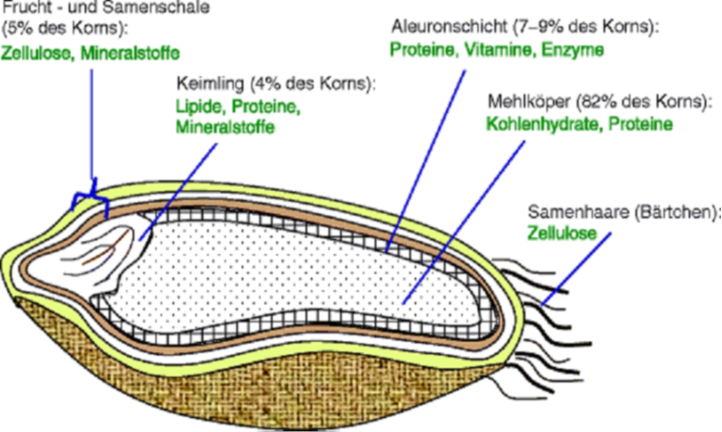 Frucht - und Samenschale
(5% des Korns):
Zellulose, Mineralstoffe
Keimling (4% des Korns):
Lipide, Proteine,
Mineralstoffe
Aleuronschicht (7–9% des Korns):
Proteine, Vitamine, Enzyme
Mehlköper (82% des Korns):
Kohlenhydrate, Proteine
Samenhaare (Bärtchen):
Zellulose